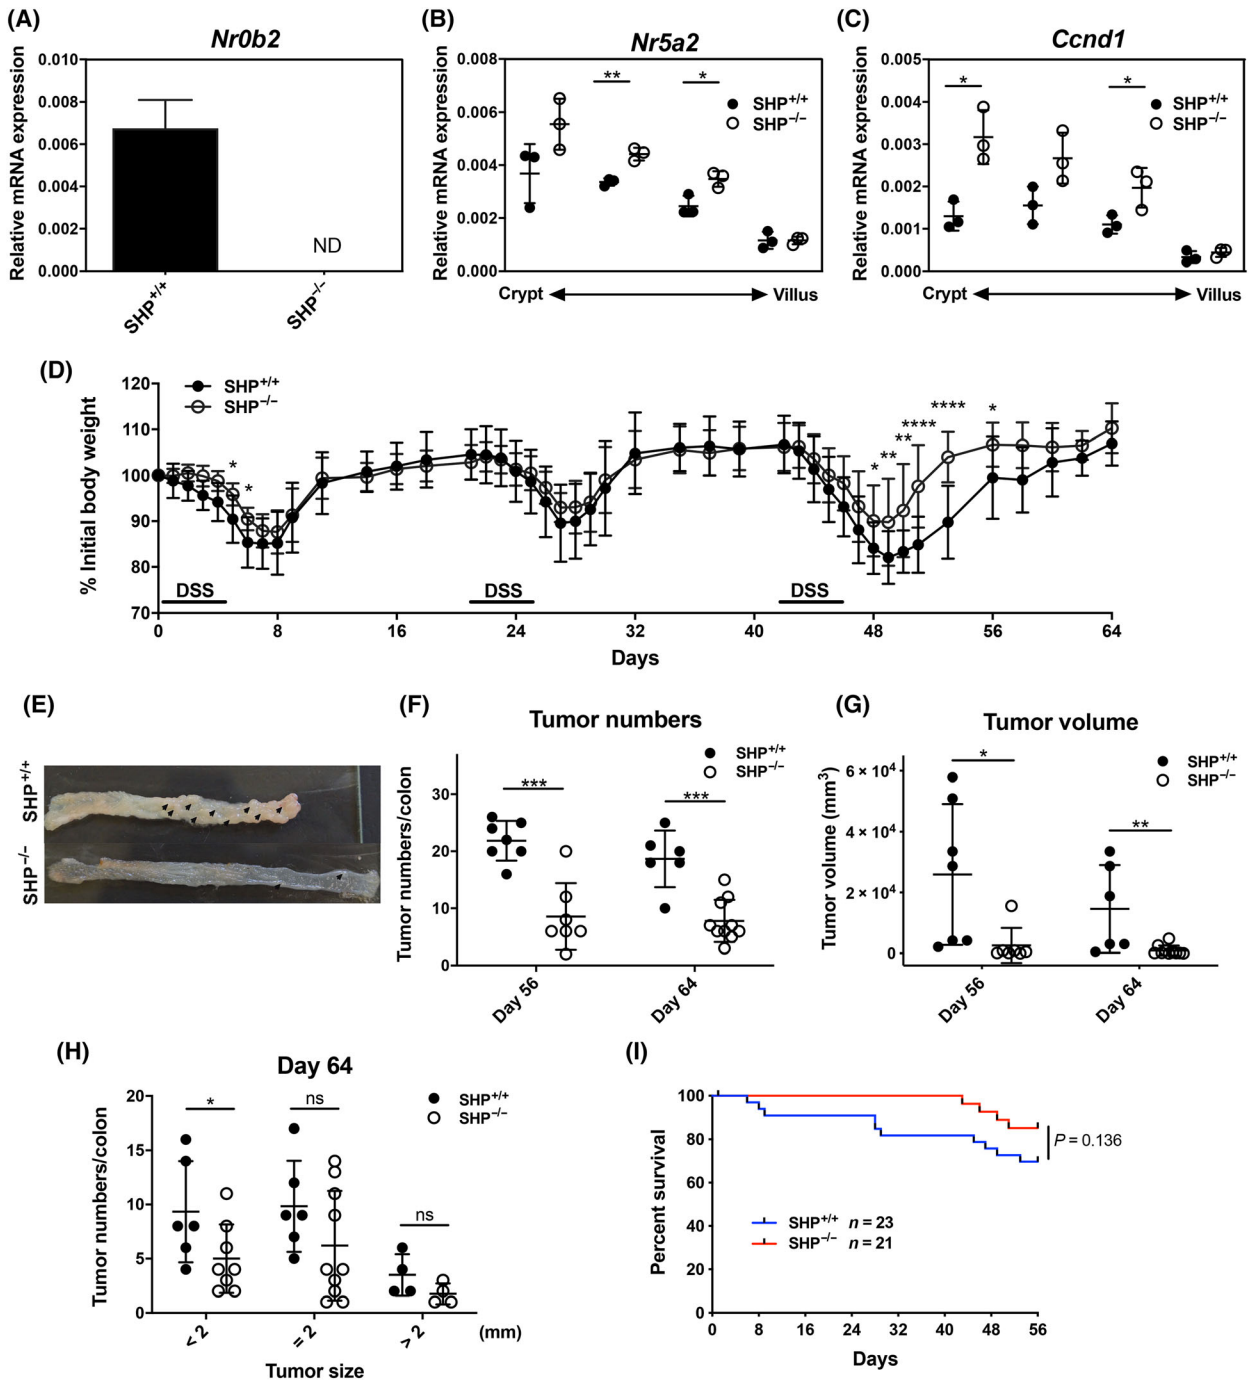 (A)
Nr0b2
Relative mRNA expression
0.010
0.008
0.006
0.004
0.002
0.000
ND
SHP+/+
SHP−/−
(B)
Nr5a2
Relative mRNA expression
0.008
0.006
0.004
0.002
0.000
**
*
SHP+/+
SHP−/−
Crypt
Villus
(C)
Ccnd1
Relative mRNA expression
0.005
0.004
0.003
0.002
0.001
0.000
*
*
SHP+/+
SHP−/−
Crypt
Villus
(D)
% Initial body weight
120
110
100
90
80
70
SHP+/+
SHP−/−
*
*
*
**
**
****
****
*
DSS
DSS
DSS
0 8 16 24 32 40 48 56 64
Days
(E)
SHP+/+
SHP−/−
(F)
Tumor numbers
Tumor numbers/colon
30
20
10
0
SHP+/+
SHP−/−
***
***
Day 56
Day 64
(G)
Tumor volume
Tumor volume (mm3)
6 × 104
4 × 104
2 × 104
0
SHP+/+
SHP−/−
*
**
Day 56
Day 64
(H)
Day 64
Tumor numbers/colon
20
15
10
5
0
SHP+/+
SHP−/−
*
ns
ns
< 2
= 2
> 2
(mm)
Tumor size
(I)
Percent survival
100
80
60
40
20
0
P = 0.136
SHP+/+ n = 23
SHP−/− n = 21
0 8 16 24 32 40 48 56
Days